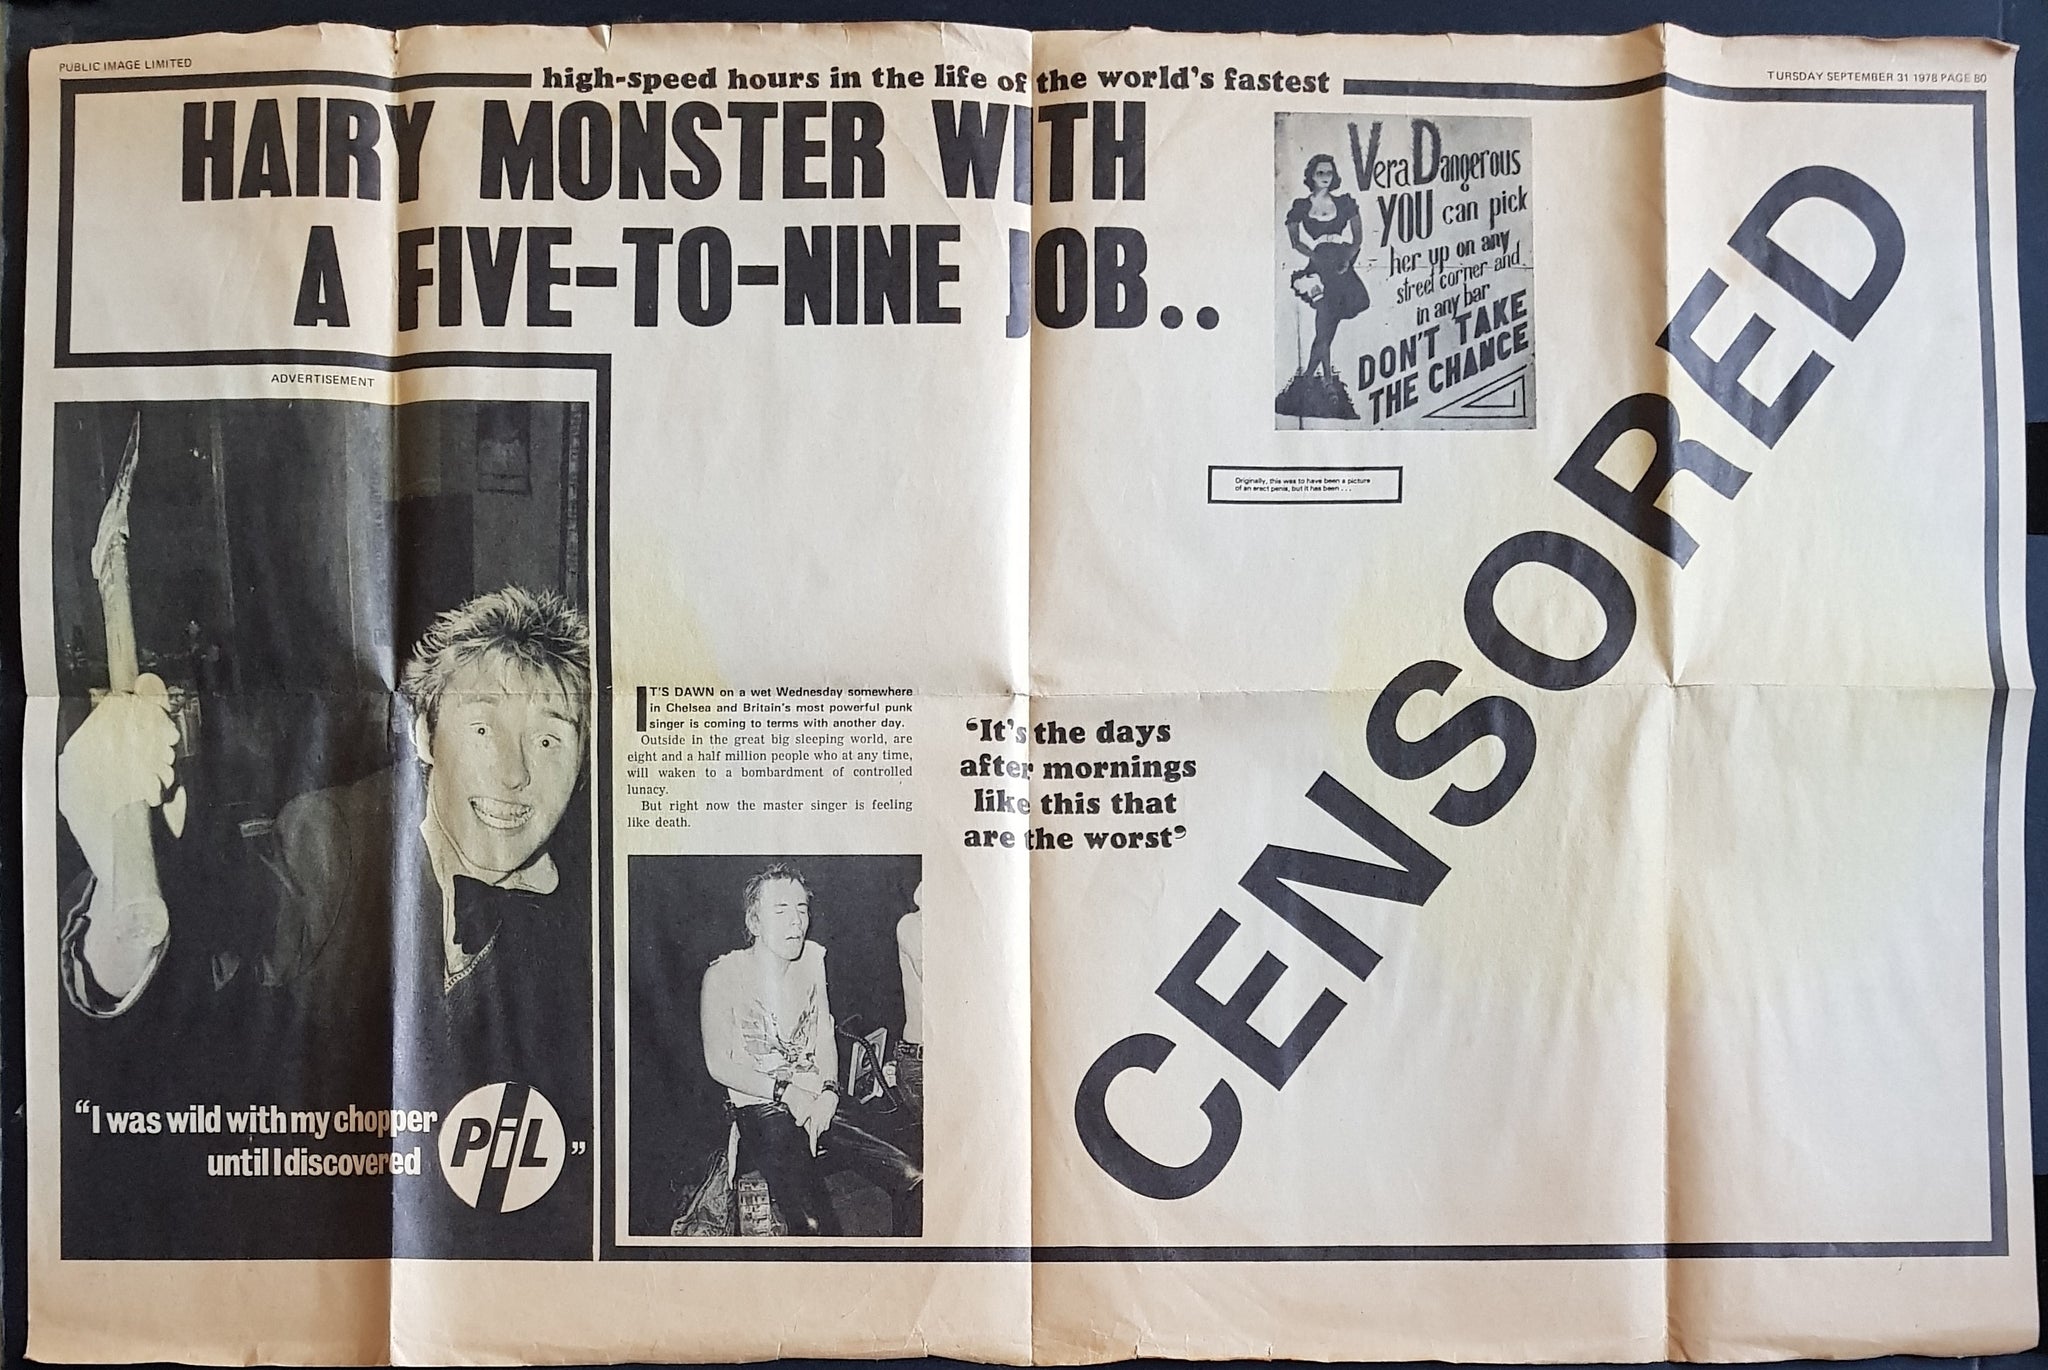 PUBLIC IMAGE LIMITED
TURSDAY SEPTEMBER 31 1978 PAGE 80
high-speed hours in the life of the world's fastest
HAIRY MONSTER WITH
A FIVE-TO-NINE JOB..
Vera Dangerous
YOU can pick
her up on any
street corner and
in any bar
DON'T TAKE
THE CHANCE
ADVERTISEMENT
"I was wild with my chopper
until I discovered PiL"
IT'S DAWN on a wet Wednesday somewhere
in Chelsea and Britain's most powerful punk
singer is coming to terms with another day.
Outside in the great big sleeping world, are
eight and a half million people who at any time,
will waken to a bombardment of controlled
lunacy.
But right now the master singer is feeling
like death.
‘It's the days
after mornings
like this that
are the worst’
Originally, this was to have been a picture
of an erect penis, but it has been . . .
CENSORED